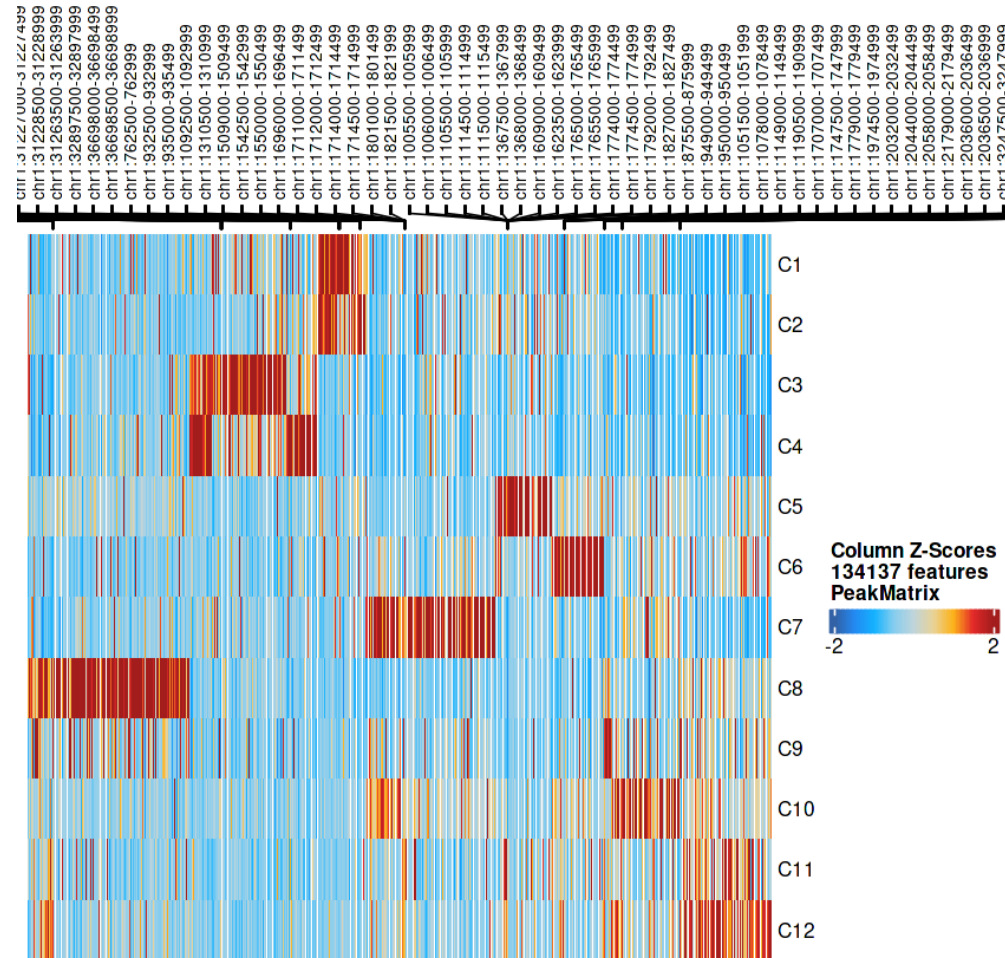 chr1:31227000-31227499
chr1:31228500-31228999
chr1:31263500-31263999
chr1:32897500-32897999
chr1:36698000-36698499
chr1:36698500-36698999
chr1:762500-762999
chr1:932500-932999
chr1:935000-935499
chr1:1092500-1092999
chr1:1310500-1310999
chr1:1509000-1509499
chr1:1542500-1542999
chr1:1550000-1550499
chr1:1696000-1696499
chr1:1711000-1711499
chr1:1712000-1712499
chr1:1714000-1714499
chr1:1714500-1714999
chr1:1801000-1801499
chr1:1821500-1821999
chr1:1005500-1005999
chr1:1006000-1006499
chr1:1105500-1105999
chr1:1114500-1114999
chr1:1115000-1115499
chr1:1367500-1367999
chr1:1368000-1368499
chr1:1609000-1609499
chr1:1623500-1623999
chr1:1765000-1765499
chr1:1765500-1765999
chr1:1774000-1774499
chr1:1774500-1774999
chr1:1792000-1792499
chr1:1827000-1827499
chr1:875500-875999
chr1:949000-949499
chr1:950000-950499
chr1:1051500-1051999
chr1:1078000-1078499
chr1:1149000-1149499
chr1:1190500-1190999
chr1:1707000-1707499
chr1:1747500-1747999
chr1:1779000-1779499
chr1:1974500-1974999
chr1:2032000-2032499
chr1:2044000-2044499
chr1:2058000-2058499
chr1:2179000-2179499
chr1:2036000-2036499
chr1:2036500-2036999
C1
C2
C3
C4
C5
C6
C7
C8
C9
C10
C11
C12
Column Z-Scores
134137 features
PeakMatrix
-2 2